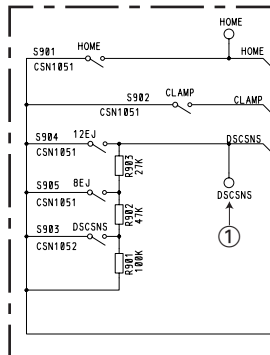 HOME
S901 HOME HOME
CSN1051
S902 CLAMP CLAMP
CSN1051
S904 12EJ DSCSNS
CSN1051
R903
27K
S905 8EJ DSCSNS
CSN1051
R902
47K
①
S903 DSCSNS
CSN1052
R901
100K